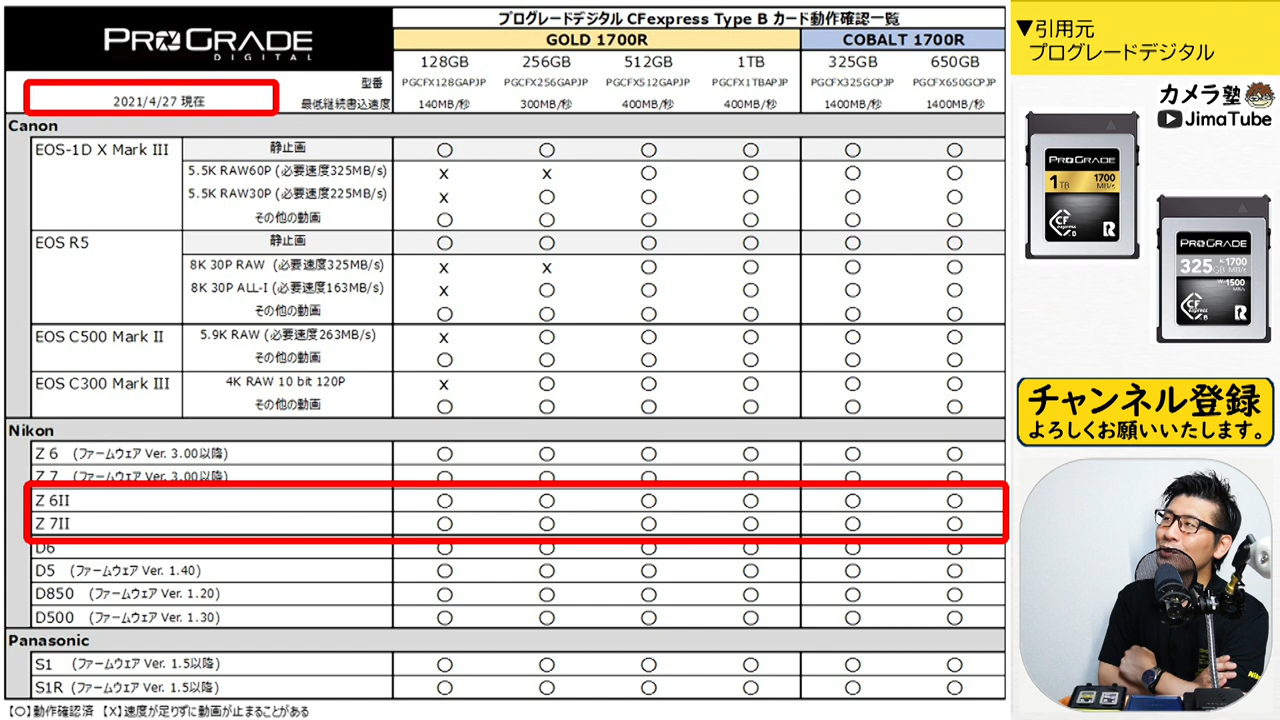 PROGRADE
DIGITAL
プログレードデジタル CFexpress Type B カード動作確認一覧
GOLD 1700R COBALT 1700R
128GB 256GB 512GB 1TB 325GB 650GB
型番 PGCFX128GAPJP PGCFX256GAPJP PGCFX512GAPJP PGCFX1TBAPJP PGCFX325GCPJP PGCFX650GCPJP
2021/4/27 現在 最低継続書込速度 140MB/秒 300MB/秒 400MB/秒 400MB/秒 1400MB/秒 1400MB/秒
Canon
EOS-1D X Mark III 静止画 〇 〇 〇 〇 〇 〇
5.5K RAW60P (必要速度325MB/s) x x 〇 〇 〇 〇
5.5K RAW30P (必要速度225MB/s) x 〇 〇 〇 〇 〇
その他の動画 〇 〇 〇 〇 〇 〇
EOS R5 静止画 〇 〇 〇 〇 〇 〇
8K 30P RAW (必要速度325MB/s) x x 〇 〇 〇 〇
8K 30P ALL-I (必要速度163MB/s) x 〇 〇 〇 〇 〇
その他の動画 〇 〇 〇 〇 〇 〇
EOS C500 Mark II 5.9K RAW (必要速度263MB/s) x 〇 〇 〇 〇 〇
その他の動画 〇 〇 〇 〇 〇 〇
EOS C300 Mark III 4K RAW 10 bit 120P x 〇 〇 〇 〇 〇
その他の動画 〇 〇 〇 〇 〇 〇
Nikon
Z 6 (ファームウェア Ver. 3.00以降) 〇 〇 〇 〇 〇 〇
Z 7 (ファームウェア Ver. 3.00以降) 〇 〇 〇 〇 〇 〇
Z 6II 〇 〇 〇 〇 〇 〇
Z 7II 〇 〇 〇 〇 〇 〇
D6 〇 〇 〇 〇 〇 〇
D5 (ファームウェア Ver. 1.40) 〇 〇 〇 〇 〇 〇
D850 (ファームウェア Ver. 1.20) 〇 〇 〇 〇 〇 〇
D500 (ファームウェア Ver. 1.30) 〇 〇 〇 〇 〇 〇
Panasonic
S1 (ファームウェア Ver. 1.5以降) 〇 〇 〇 〇 〇 〇
S1R (ファームウェア Ver. 1.5以降) 〇 〇 〇 〇 〇 〇
【〇】動作確認済 【X】速度が足りずに動画が止まることがある
▼引用元
プログレードデジタル
カメラ塾
JimaTube
PROGRADE
1TB 1700 MB/s
CF express B R
PROGRADE
325GB R 1700 MB/s
W 1500 MB/s
CF express B R
チャンネル登録
よろしくお願いいたします。